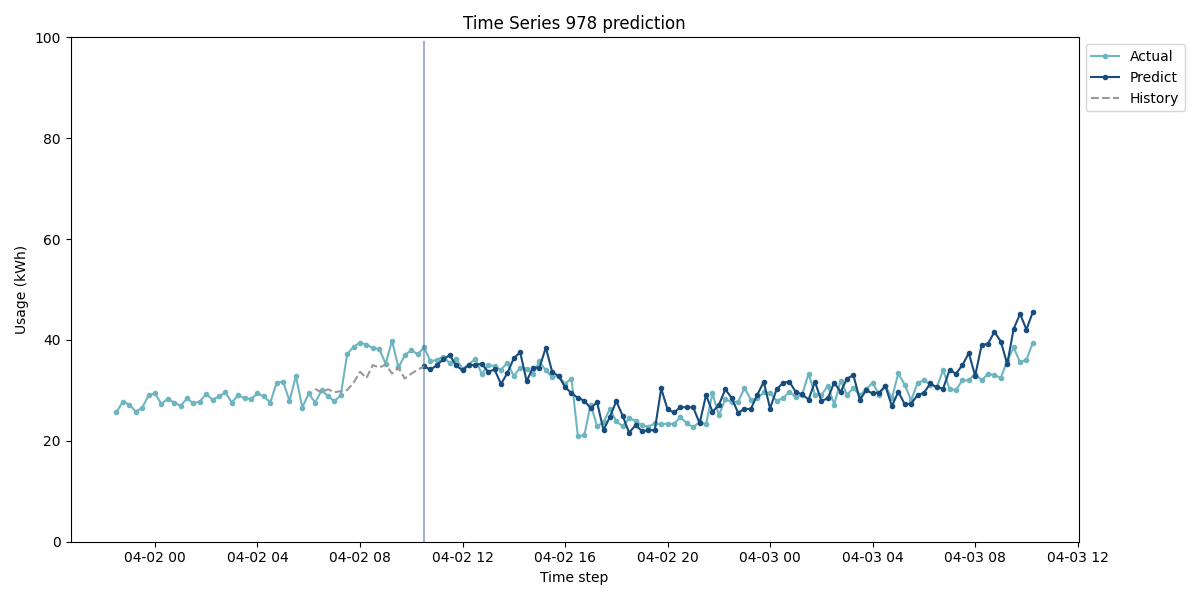 Time Series 978 prediction
100
80
60
40
20
0
Usage (kWh)
04-02 00
04-02 04
04-02 08
04-02 12
04-02 16
04-02 20
04-03 00
04-03 04
04-03 08
04-03 12
Time step
Actual
Predict
History